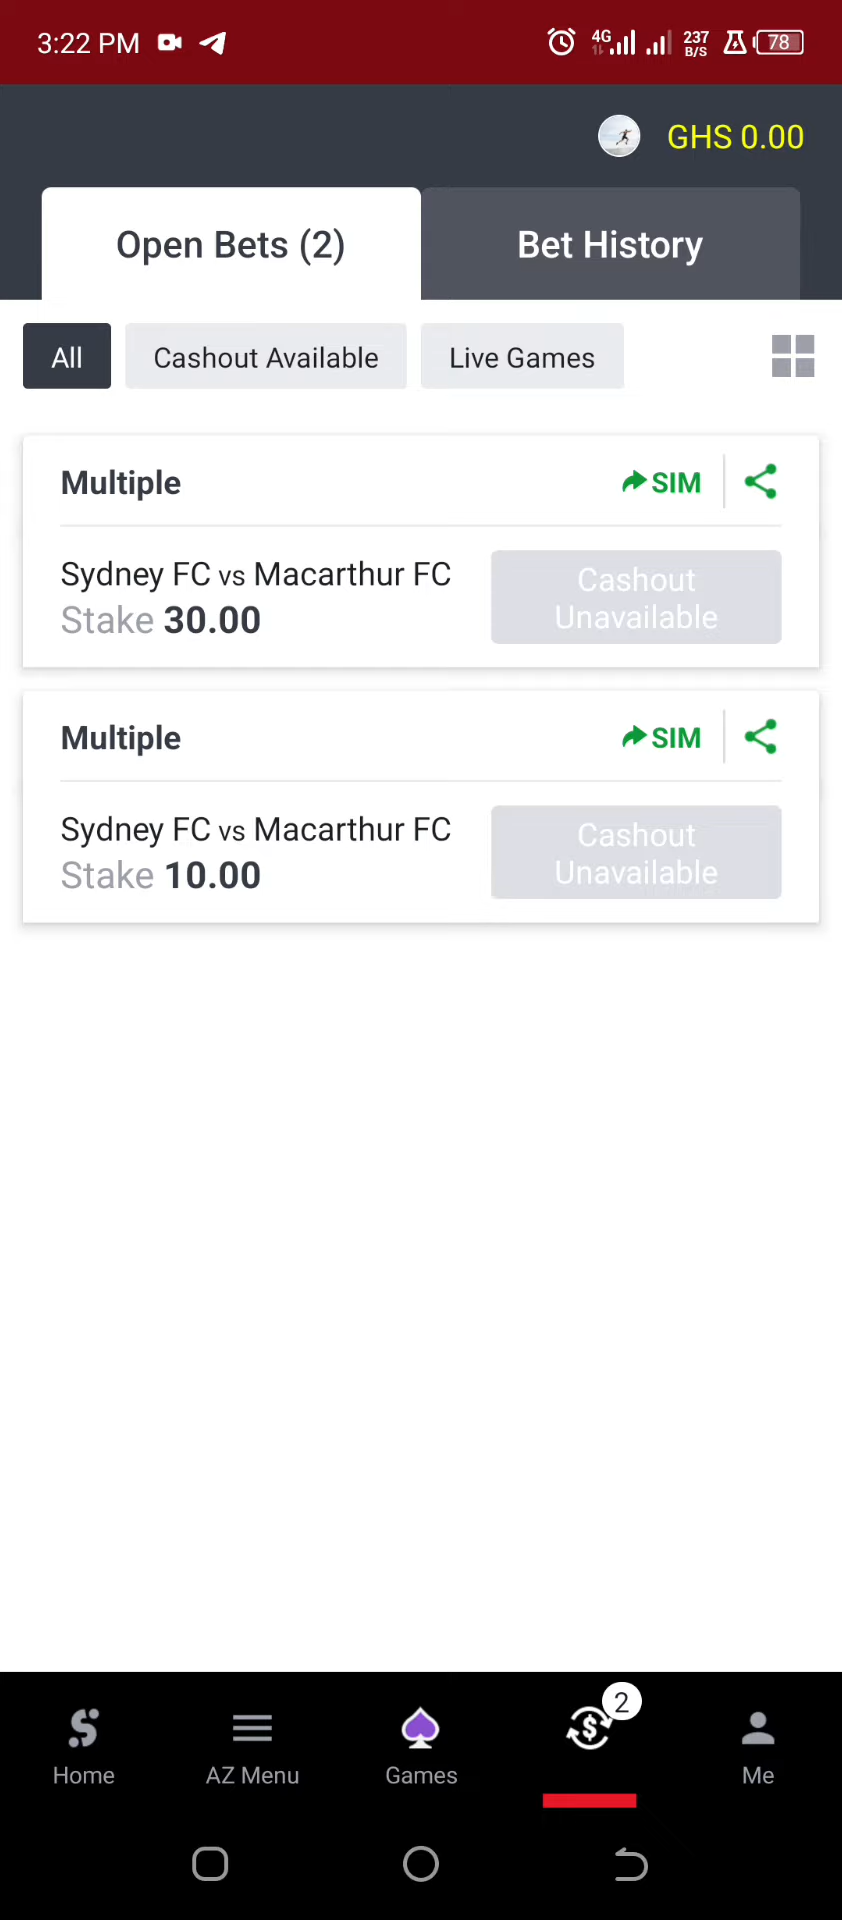 3:22 PM
4G
237
B/S
78
GHS 0.00
Open Bets (2)
Bet History
All
Cashout Available
Live Games
Multiple
SIM
Sydney FC vs Macarthur FC
Stake 30.00
Cashout
Unavailable
Multiple
SIM
Sydney FC vs Macarthur FC
Stake 10.00
Cashout
Unavailable
2
Home
AZ Menu
Games
Me